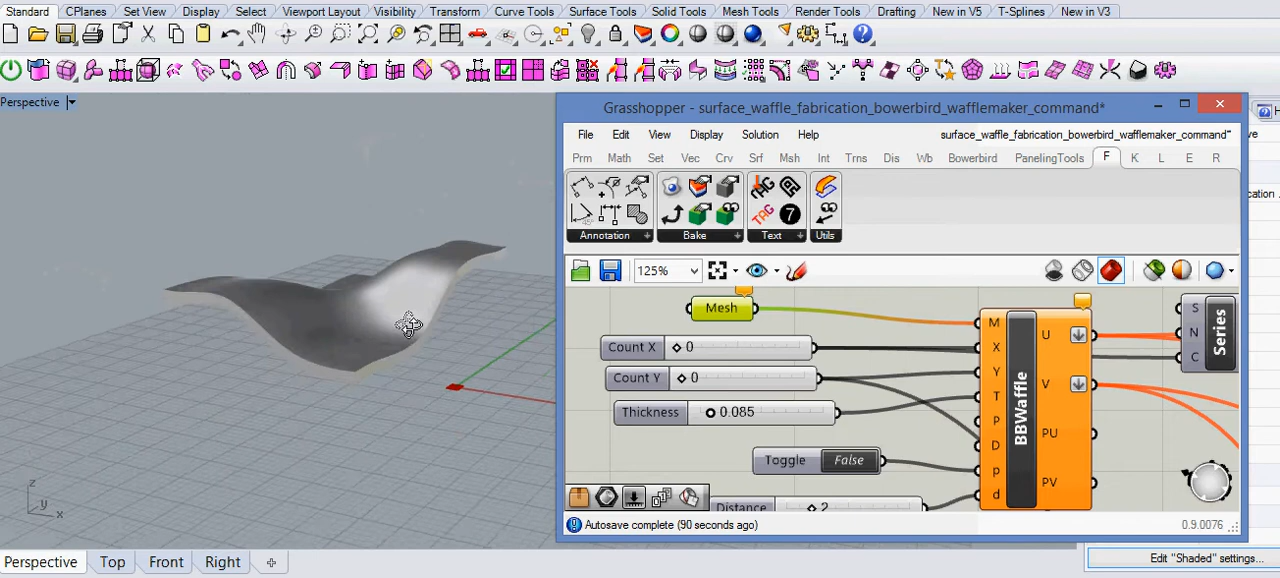 Standard CPlanes Set View Display Select Viewport Layout Visibility Transform Curve Tools Surface Tools Solid Tools Mesh Tools Render Tools Drafting New in V5 T-Splines New in V3
Perspective
Grasshopper - surface_waffle_fabrication_bowerbird_wafflemaker_command*
File Edit View Display Solution Help surface_waffle_fabrication_bowerbird_wafflemaker_command*
Prm Math Set Vec Crv Srf Msh Int Trns Dis Wb Bowerbird PanelingTools F K L E R
TAG
TAG 7
Annotation Bake Text Utils
125%
Mesh
Count X 0
Count Y 0
Thickness 0.085
Toggle False
Distance 2
M
X
Y
T
P
D
p
d
BBWaffle
U
V
PU
PV
S
N
C
Series
Autosave complete (90 seconds ago) 0.9.0076
z
y
x
Perspective Top Front Right
Edit "Shaded" settings...